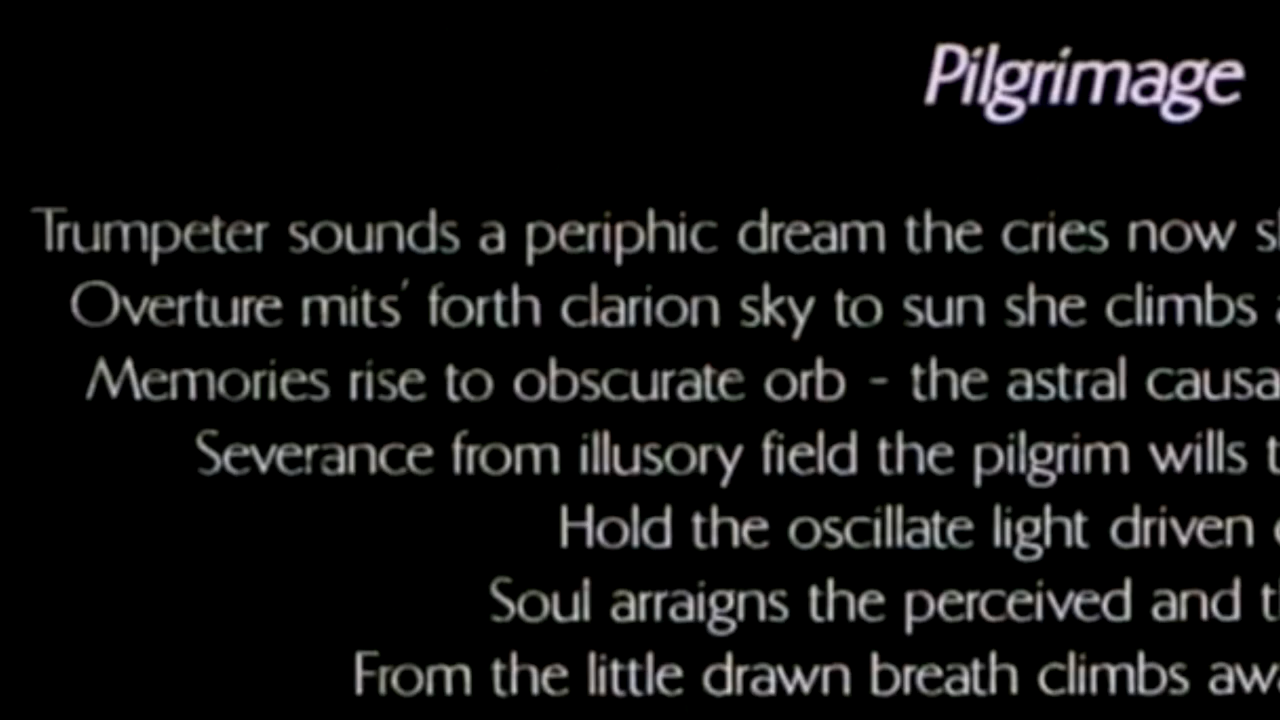 Pilgrimage
Trumpeter sounds a periphic dream the cries now
Overture mits' forth clarion sky to sun she climbs
Memories rise to obscurate orb - the astral
Severance from illusory field the pilgrim wills
Hold the oscillate light driven
Soul arraigns the perceived and
From the little drawn breath climbs